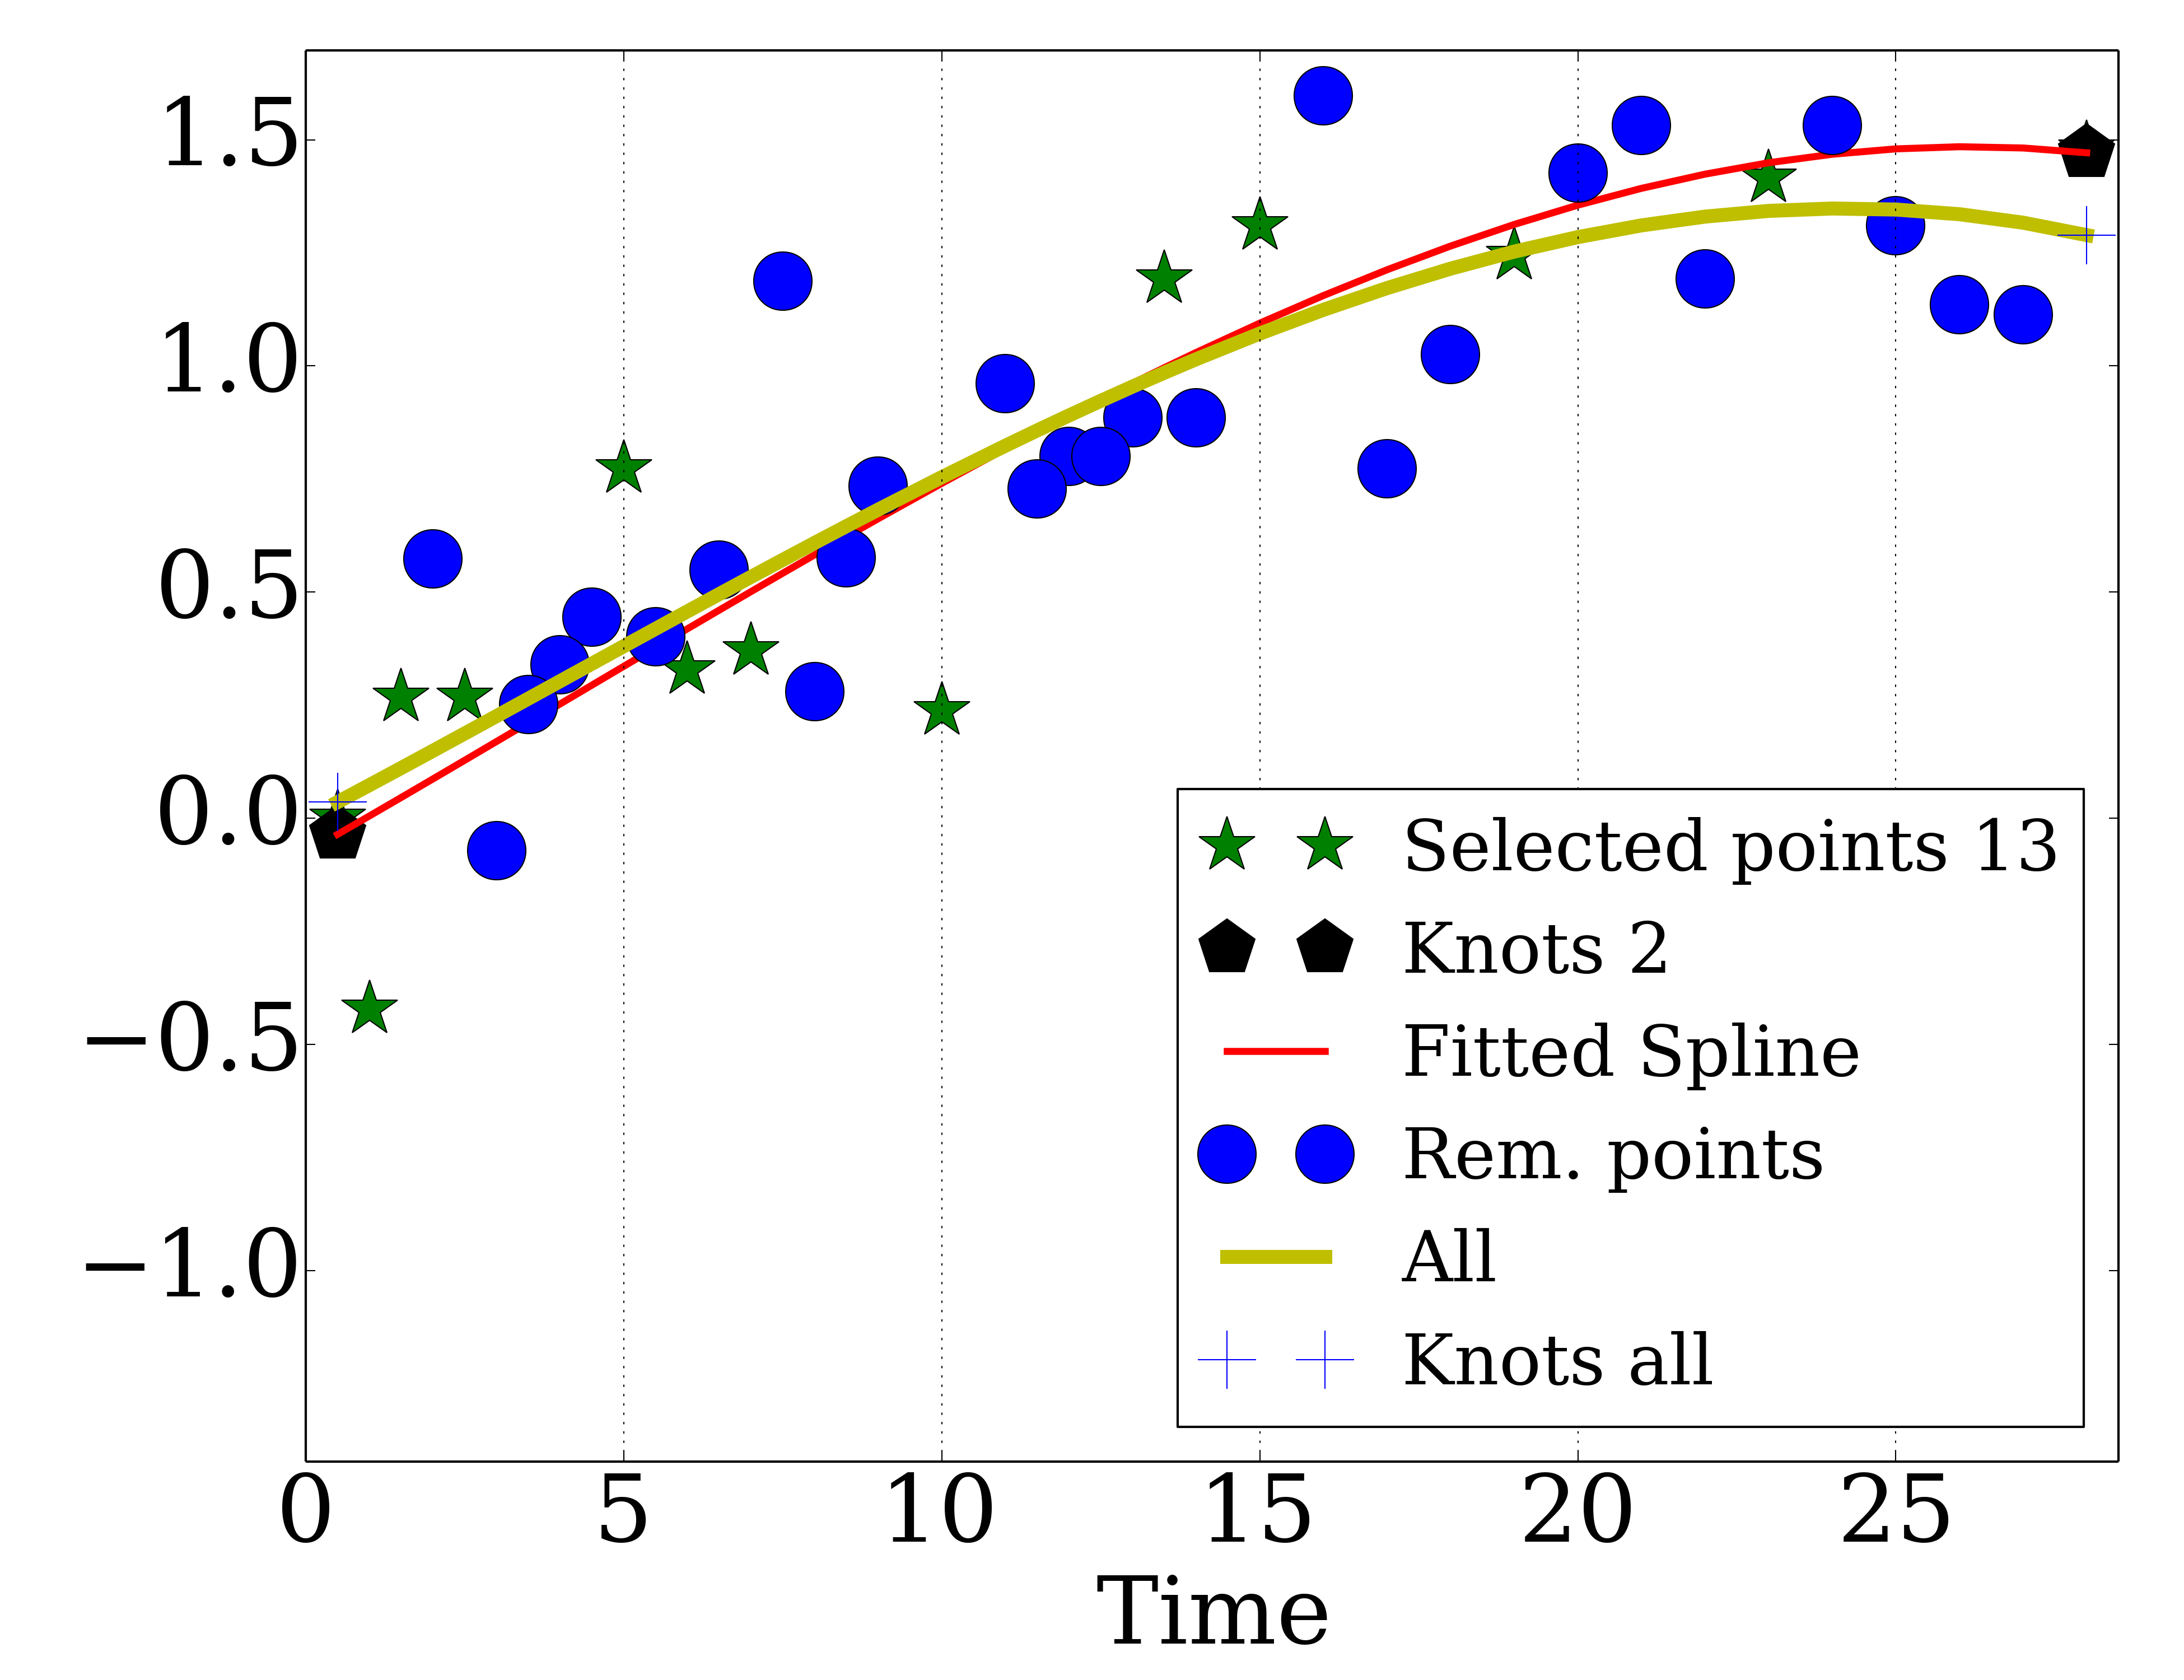 1.5
1.0
0.5
0.0
−0.5
−1.0
0 5 10 15 20 25
Time
Selected points 13
Knots 2
Fitted Spline
Rem. points
All
Knots all